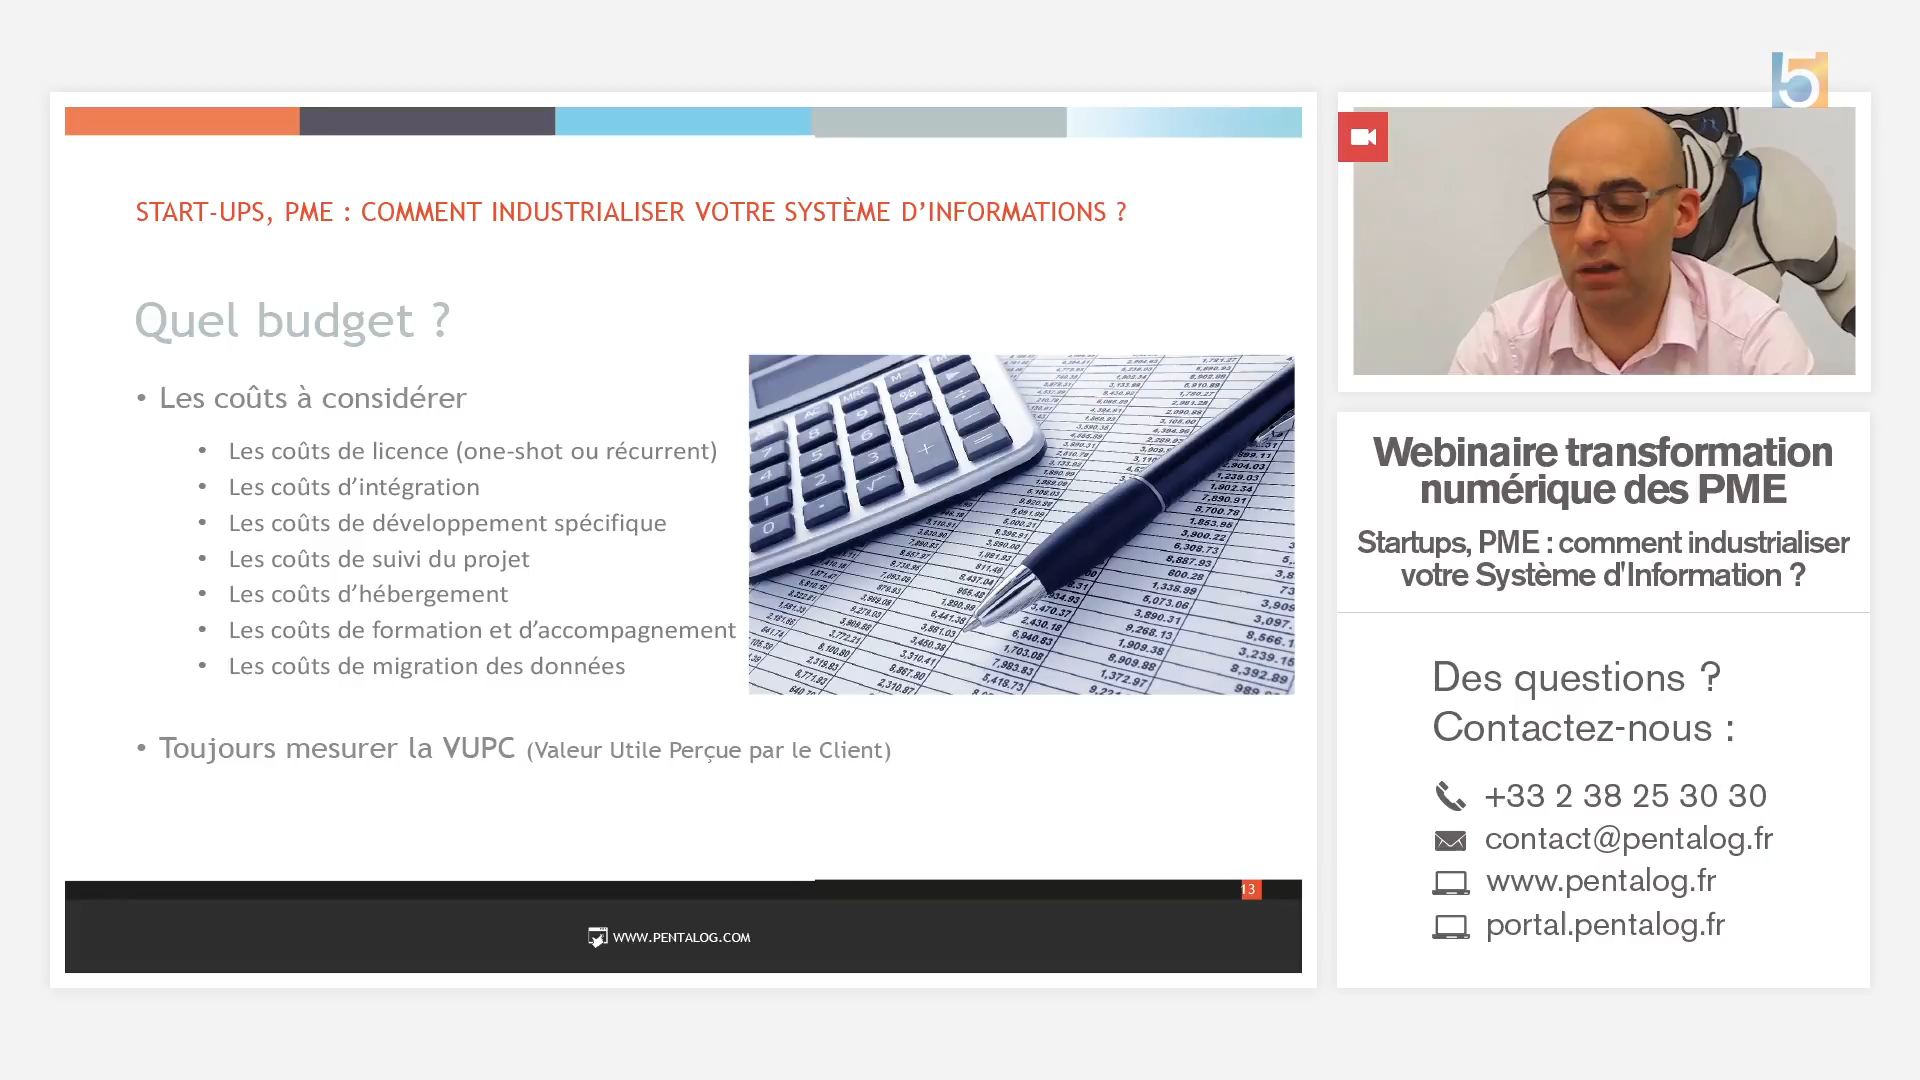 START-UPS, PME : COMMENT INDUSTRIALISER VOTRE SYSTÈME D’INFORMATIONS ?
Quel budget ?
• Les coûts à considérer
• Les coûts de licence (one-shot ou récurrent)
• Les coûts d’intégration
• Les coûts de développement spécifique
• Les coûts de suivi du projet
• Les coûts d’hébergement
• Les coûts de formation et d’accompagnement
• Les coûts de migration des données
• Toujours mesurer la VUPC (Valeur Utile Perçue par le Client)
13
WWW.PENTALOG.COM
5
Webinaire transformation
numérique des PME
Startups, PME : comment industrialiser
votre Système d'Information ?
Des questions ?
Contactez-nous :
+33 2 38 25 30 30
contact@pentalog.fr
www.pentalog.fr
portal.pentalog.fr